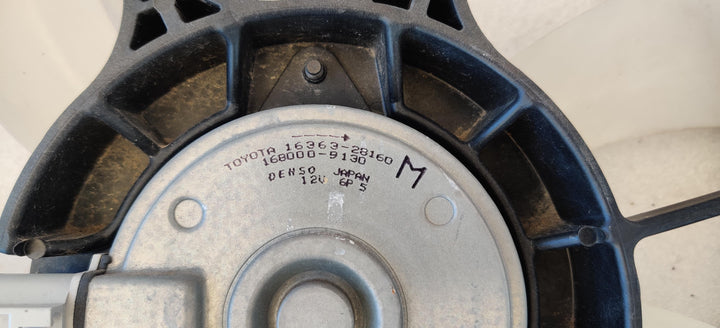 TOYOTA 16363-28160
168000-9130
M
DENSO JAPAN
12V 6P 5